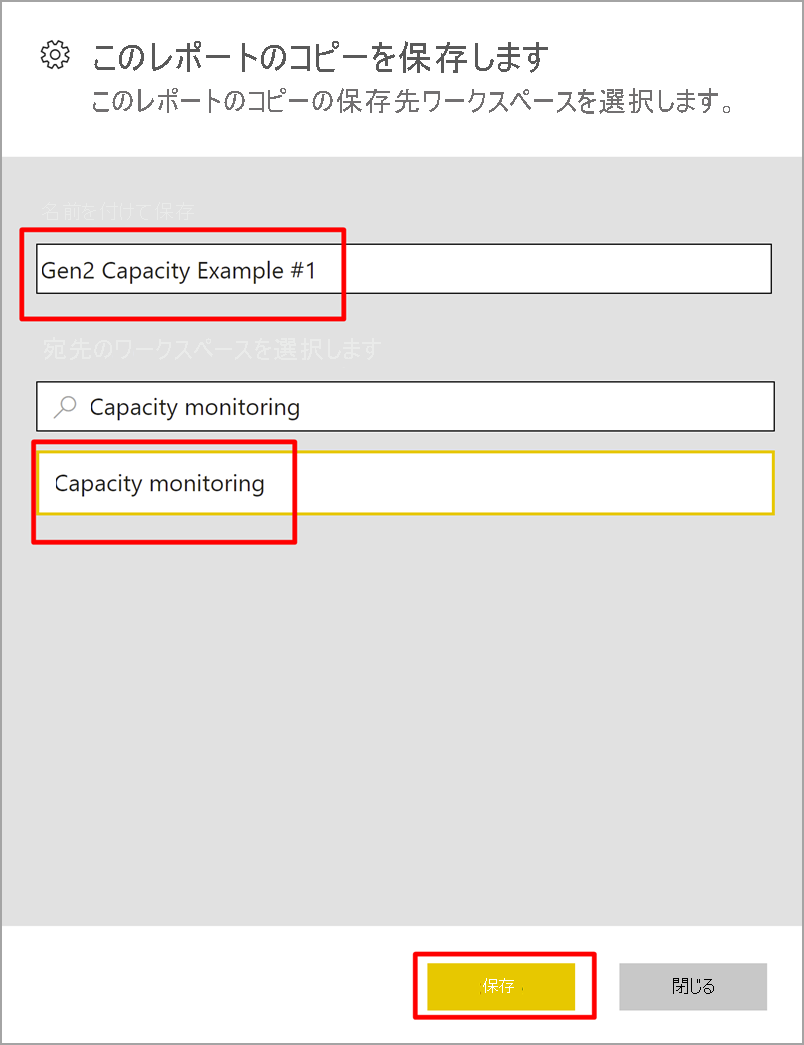 このレポートのコピーを保存します
このレポートのコピーの保存先ワークスペースを選択します。
名前を付けて保存
Gen2 Capacity Example #1
宛先のワークスペースを選択します
Capacity monitoring
Capacity monitoring
保存
閉じる